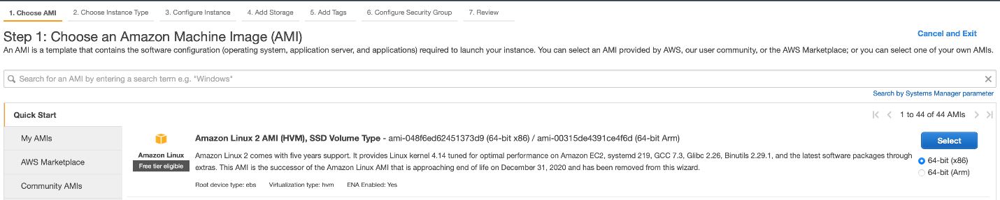 1. Choose AMI 2. Choose Instance Type 3. Configure Instance 4. Add Storage 5. Add Tags 6. Configure Security Group 7. Review
Step 1: Choose an Amazon Machine Image (AMI)
Cancel and Exit
An AMI is a template that contains the software configuration (operating system, application server, and applications) required to launch your instance. You can select an AMI provided by AWS, our user community, or the AWS Marketplace; or you can select one of your own AMIs.
Search for an AMI by entering a search term e.g. "Windows"
Search by Systems Manager parameter
Quick Start
1 to 44 of 44 AMIs
My AMIs
AWS Marketplace
Community AMIs
Amazon Linux
Free tier eligible
Amazon Linux 2 AMI (HVM), SSD Volume Type - ami-048f6ed62451373d9 (64-bit x86) / ami-00315de4391ce4f6d (64-bit Arm)
Amazon Linux 2 comes with five years support. It provides Linux kernel 4.14 tuned for optimal performance on Amazon EC2, systemd 219, GCC 7.3, Glibc 2.26, Binutils 2.29.1, and the latest software packages through
extras. This AMI is the successor of the Amazon Linux AMI that is approaching end of life on December 31, 2020 and has been removed from this wizard.
Root device type: ebs Virtualization type: hvm ENA Enabled: Yes
Select
64-bit (x86)
64-bit (Arm)